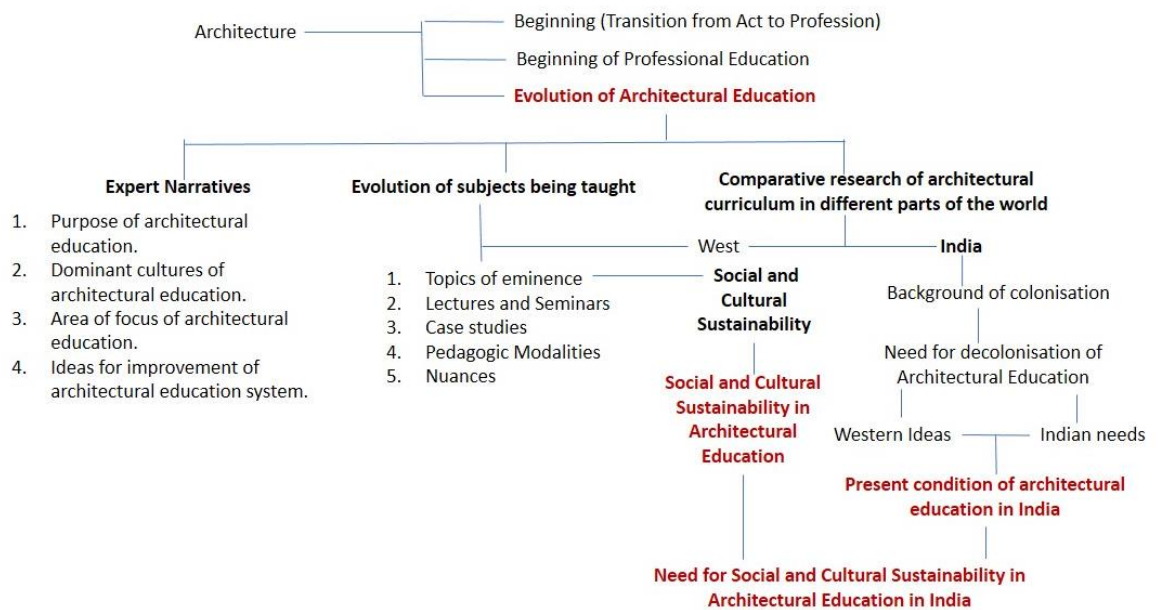 Architecture
Beginning (Transition from Act to Profession)
Beginning of Professional Education
Evolution of Architectural Education
Expert Narratives
1. Purpose of architectural
education.
2. Dominant cultures of
architectural education.
3. Area of focus of architectural
education.
4. Ideas for improvement of
architectural education system.
Evolution of subjects being taught
1. Topics of eminence
2. Lectures and Seminars
3. Case studies
4. Pedagogic Modalities
5. Nuances
Comparative research of architectural
curriculum in different parts of the world
West
India
Social and
Cultural
Sustainability
Social and Cultural
Sustainability in
Architectural
Education
Background of colonisation
Need for decolonisation of
Architectural Education
Western Ideas
Indian needs
Present condition of architectural
education in India
Need for Social and Cultural Sustainability in
Architectural Education in India